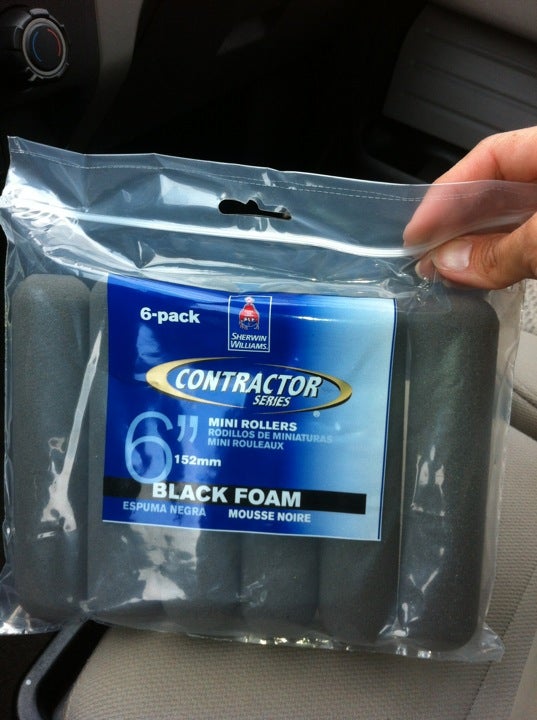 6-pack
SHERWIN
WILLIAMS.
CONTRACTOR
SERIES
®
6"
152mm
MINI ROLLERS
RODILLOS DE MINIATURAS
MINI ROULEAUX
BLACK FOAM
ESPUMA NEGRA MOUSSE NOIRE